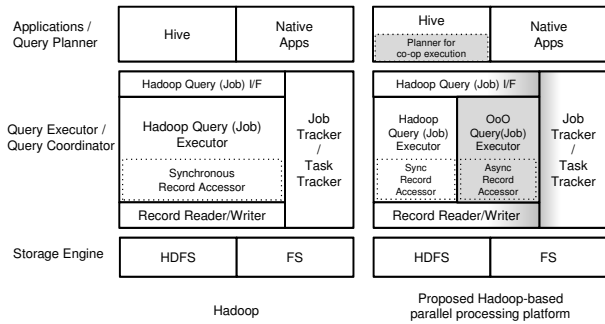 Applications /
Query Planner
Hive
Native
Apps
Hive
Planner for
co-op execution
Native
Apps
Query Executor /
Query Coordinator
Hadoop Query (Job) I/F
Hadoop Query (Job)
Executor
Synchronous
Record Accessor
Record Reader/Writer
Job
Tracker
/
Task
Tracker
Hadoop Query (Job) I/F
Hadoop
Query (Job)
Executor
Sync
Record
Accessor
OoO
Query(Job)
Executor
Async
Record
Accessor
Record Reader/Writer
Job
Tracker
/
Task
Tracker
Storage Engine
HDFS
FS
HDFS
FS
Hadoop
Proposed Hadoop-based
parallel processing platform